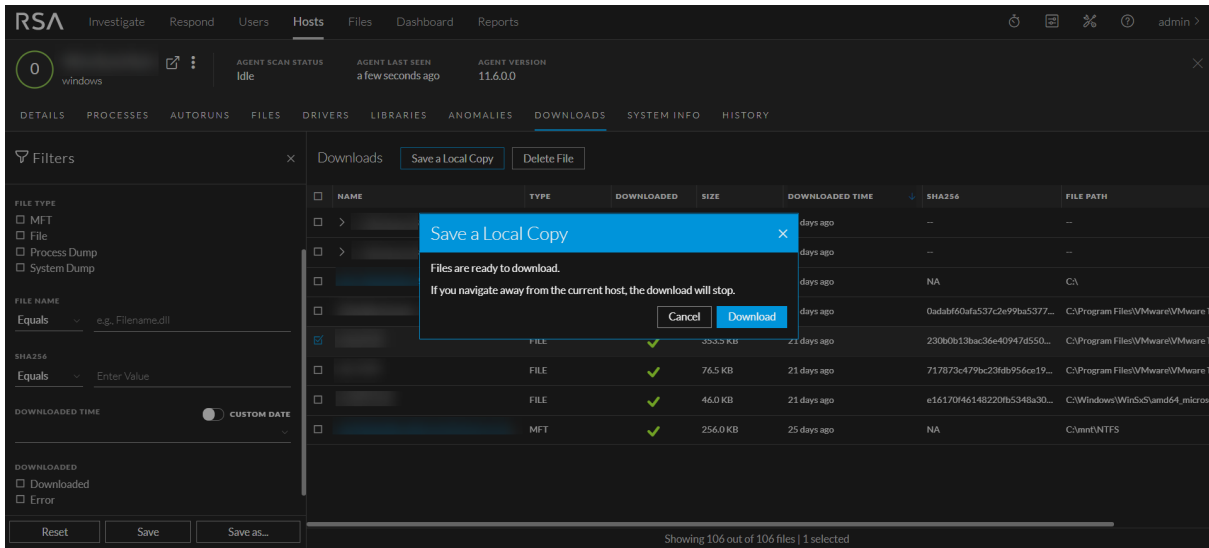 RSA Investigate Respond Users Hosts Files Dashboard Reports admin >
0 windows
AGENT SCAN STATUS
Idle
AGENT LAST SEEN
a few seconds ago
AGENT VERSION
11.6.0.0
DETAILS PROCESSES AUTORUNS FILES DRIVERS LIBRARIES ANOMALIES DOWNLOADS SYSTEM INFO HISTORY
Filters
FILE TYPE
MFT
File
Process Dump
System Dump
FILE NAME
Equals e.g., Filename.dll
SHA256
Equals Enter Value
DOWNLOADED TIME CUSTOM DATE
DOWNLOADED
Downloaded
Error
Reset Save Save as...
Downloads Save a Local Copy Delete File
NAME TYPE DOWNLOADED SIZE DOWNLOADED TIME SHA256 FILE PATH
days ago -- --
days ago -- --
days ago NA C:\
days ago 0adabf60afa537c2e99ba5377... C:\Program Files\VMware\VMware T
FILE 353.5 KB 21 days ago 230b0b13bac36e40947d550... C:\Program Files\VMware\VMware T
FILE 76.5 KB 21 days ago 717873c479bc23fdb956ce19... C:\Program Files\VMware\VMware T
FILE 46.0 KB 21 days ago e16170f46148220fb5348a30... C:\Windows\WinSxS\amd64_micros
MFT 256.0 KB 25 days ago NA C:\mnt\NTFS
Save a Local Copy
Files are ready to download.
If you navigate away from the current host, the download will stop.
Cancel Download
Showing 106 out of 106 files | 1 selected